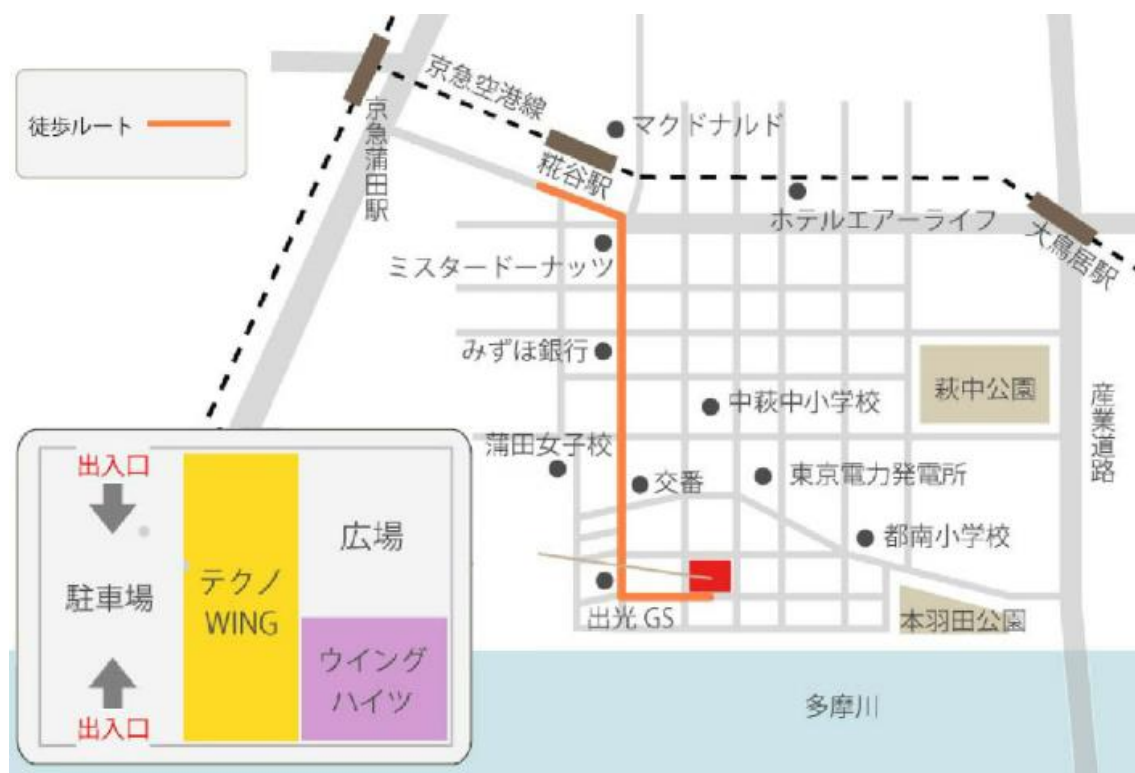 徒歩ルート
京急蒲田駅
京急空港線
糀谷駅
マクドナルド
ホテルエアーライフ
大鳥居駅
ミスタードーナッツ
みずほ銀行
中萩中小学校
萩中公園
産業道路
蒲田女子校
交番
東京電力発電所
都南小学校
出光 GS
本羽田公園
多摩川
出入口
駐車場
出入口
テクノ
WING
広場
ウイング
ハイツ